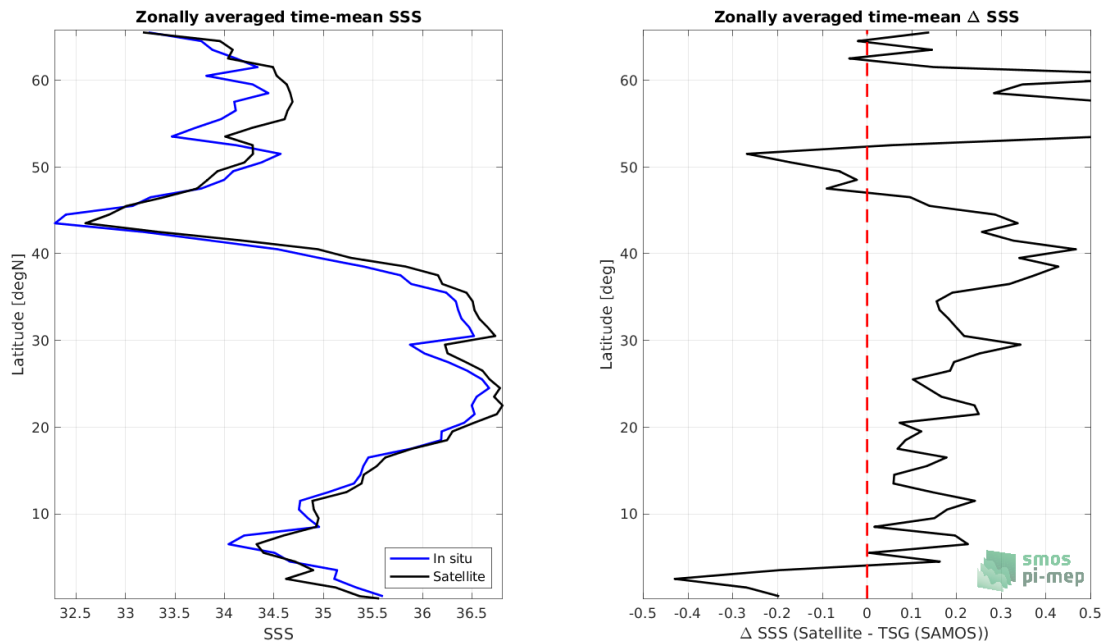 Zonally averaged time-mean SSS
60
50
40
30
20
10
Latitude [degN]
In situ
Satellite
32.5 33 33.5 34 34.5 35 35.5 36 36.5
SSS
Zonally averaged time-mean Δ SSS
60
50
40
30
20
10
Latitude [deg]
smos
pi-mep
-0.5 -0.4 -0.3 -0.2 -0.1 0 0.1 0.2 0.3 0.4 0.5
Δ SSS (Satellite - TSG (SAMOS))